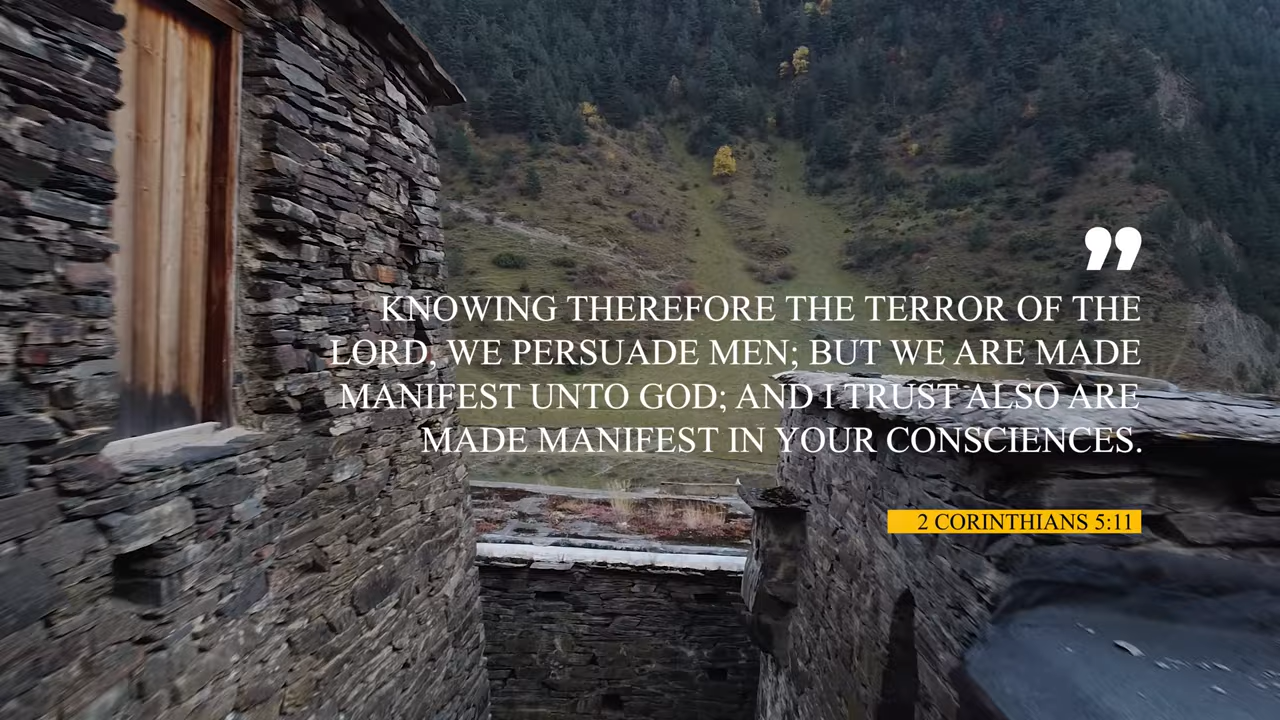 ”
KNOWING THEREFORE THE TERROR OF THE
LORD, WE PERSUADE MEN; BUT WE ARE MADE
MANIFEST UNTO GOD; AND I TRUST ALSO ARE
MADE MANIFEST IN YOUR CONSCIENCES.
2 CORINTHIANS 5:11